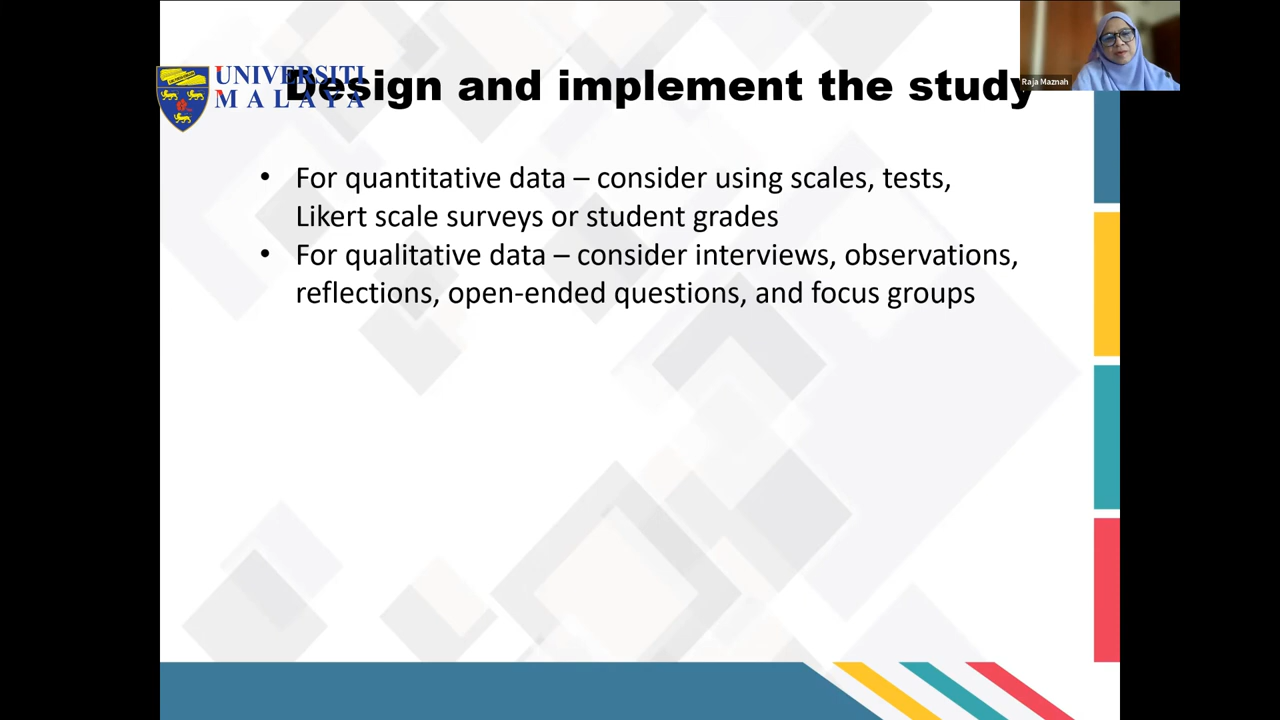 UNIVERSITI
MALAYA
Design and implement the study
Raja Maznah
• For quantitative data – consider using scales, tests,
Likert scale surveys or student grades
• For qualitative data – consider interviews, observations,
reflections, open-ended questions, and focus groups